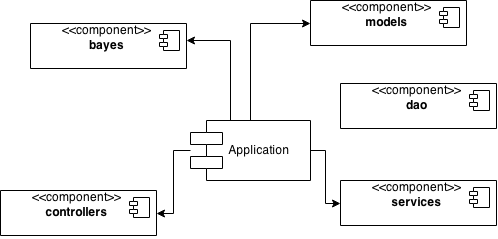 <<component>>
models
<<component>>
bayes
<<component>>
dao
Application
<<component>>
controllers
<<component>>
services